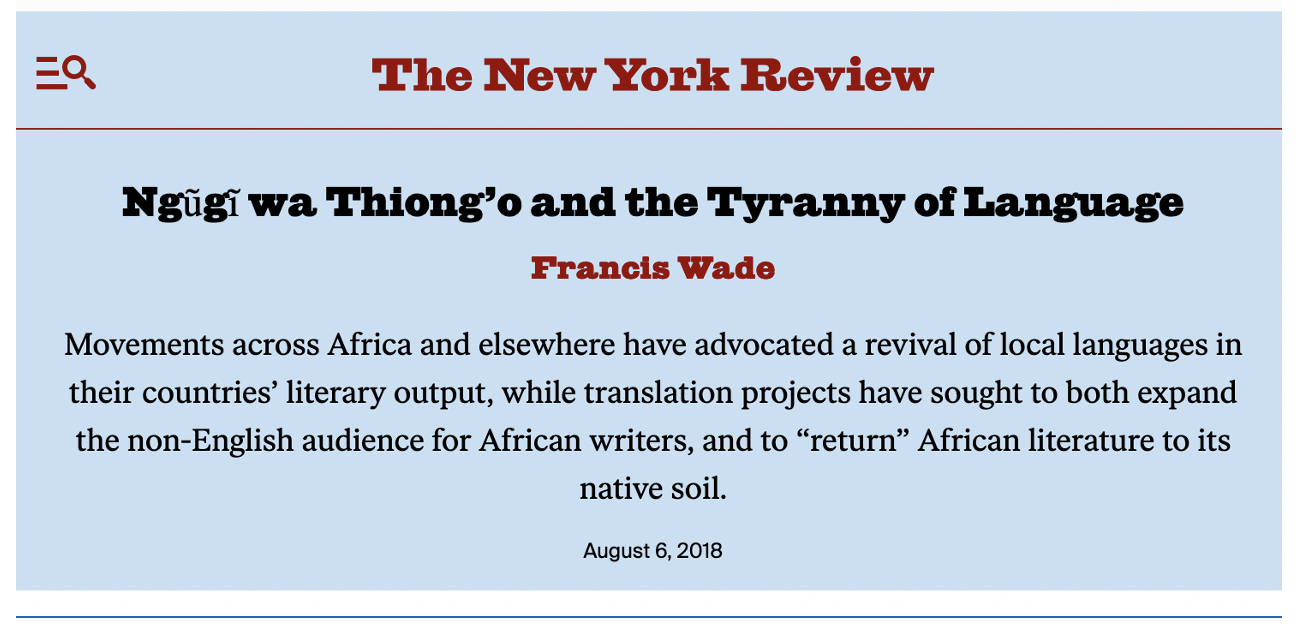 The New York Review
Ngũgĩ wa Thiong’o and the Tyranny of Language
Francis Wade
Movements across Africa and elsewhere have advocated a revival of local languages in
their countries’ literary output, while translation projects have sought to both expand
the non-English audience for African writers, and to “return” African literature to its
native soil.
August 6, 2018